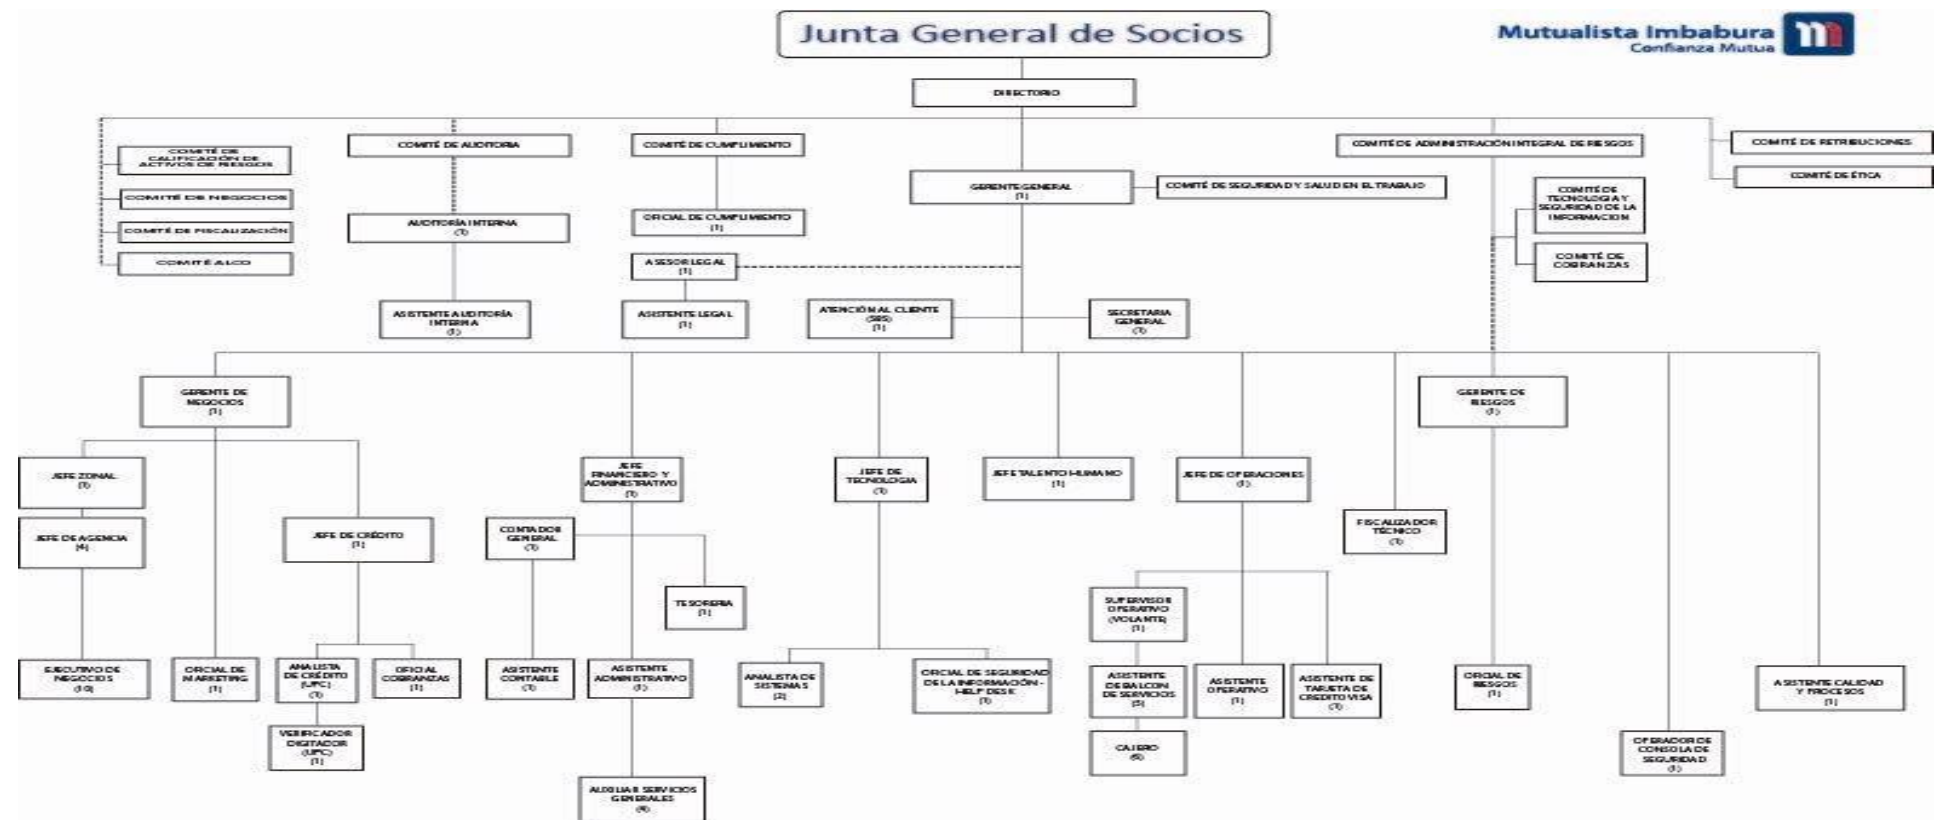 Junta General de Socios
Mutualista Imbabura
Confianza Mutua
DIRECTORIO
COMITÉ DE
CALIFICACIÓN DE
ACTIVOS DE RIESGOS
COMITÉ DE NEGOCIOS
COMITÉ DE FISCALIZACIÓN
COMITÉ ALCO
COMITÉ DE AUDITORIA
AUDITORÍA INTERNA
(1)
ASISTENTE AUDITORÍA
INTERNA
(1)
COMITÉ DE CUMPLIMIENTO
OFICIAL DE CUMPLIMIENTO
(1)
ASESOR LEGAL
(1)
ASISTENTE LEGAL
(1)
GERENTE GENERAL
(1)
COMITÉ DE SEGURIDAD Y SALUD EN EL TRABAJO
ATENCIÓN AL CLIENTE
(SBS)
(1)
SECRETARIA
GENERAL
(1)
COMITÉ DE ADMINISTRACIÓN INTEGRAL DE RIESGOS
COMITÉ DE
TECNOLOGIA Y
SEGURIDAD DE LA
INFORMACION
COMITÉ DE
COBRANZAS
COMITÉ DE RETRIBUCIONES
COMITÉ DE ÉTICA
GERENTE DE
NEGOCIOS
(1)
GERENTE DE
RIESGOS
(1)
JEFE ZONAL
(1)
JEFE DE AGENCIA
(4)
EJECUTIVO DE
NEGOCIOS
(10)
OFICIAL DE
MARKETING
(1)
JEFE DE CRÉDITO
(1)
ANALISTA
DE CRÉDITO
(UPC)
(1)
OFICIAL
COBRANZAS
(1)
VERIFICADOR
DIGITADOR
(UPC)
(1)
JEFE
FINANCIERO Y
ADMINISTRATIVO
(1)
CONTADOR
GENERAL
(1)
TESORERIA
(1)
ASISTENTE
CONTABLE
(1)
ASISTENTE
ADMINISTRATIVO
(1)
AUXILIAR SERVICIOS
GENERALES
JEFE DE
TECNOLOGIA
(1)
ANALISTA DE
SISTEMAS
(2)
OFICIAL DE SEGURIDAD
DE LA INFORMACIÓN -
HELP DESK
(1)
JEFE TALENTO HUMANO
(1)
JEFE DE OPERACIONES
(1)
SUPERVISOR
OPERATIVO
(VOLANTE)
(1)
ASISTENTE
DE BALCON
DE SERVICIOS
(5)
CAJERO
ASISTENTE
OPERATIVO
(1)
ASISTENTE DE
TARJETA DE
CREDITO VISA
(1)
FISCALIZADOR
TÉCNICO
(1)
OFICIAL DE
RIESGOS
(1)
OPERADOR DE
CONSOLA DE
SEGURIDAD
(1)
ASISTENTE CALIDAD
Y PROCESOS
(1)